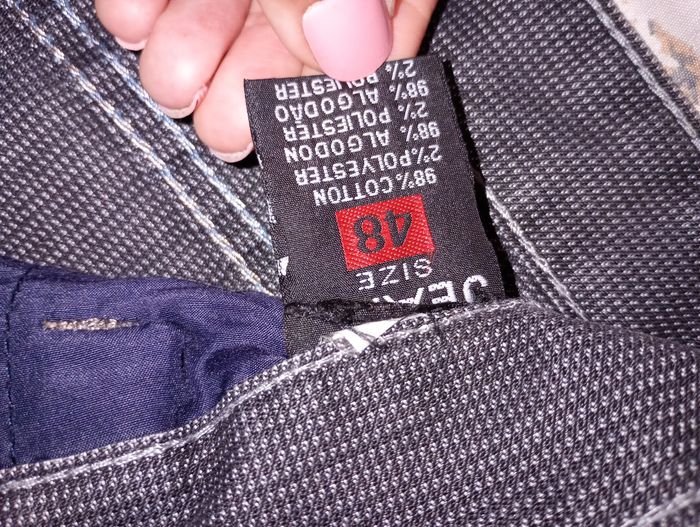 SIZE
48
98% COTTON
2%POLYESTER
98% ALGODON
2% POLIESTER
98% ALGODÃO
2% POLIESTER